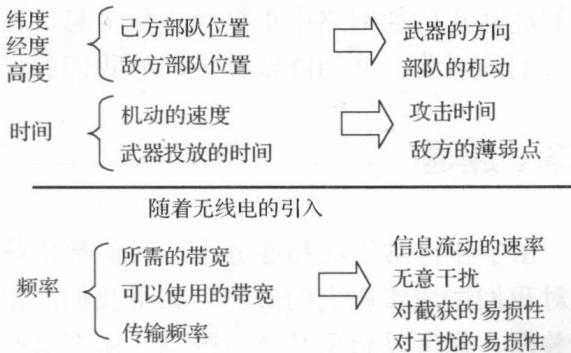 纬度
经度
高度
己方部队位置
敌方部队位置
武器的方向
部队的机动
时间
机动的速度
武器投放的时间
攻击时间
敌方的薄弱点
随着无线电的引入
频率
所需的带宽
可以使用的带宽
传输频率
信息流动的速率
无意干扰
对截获的易损性
对干扰的易损性